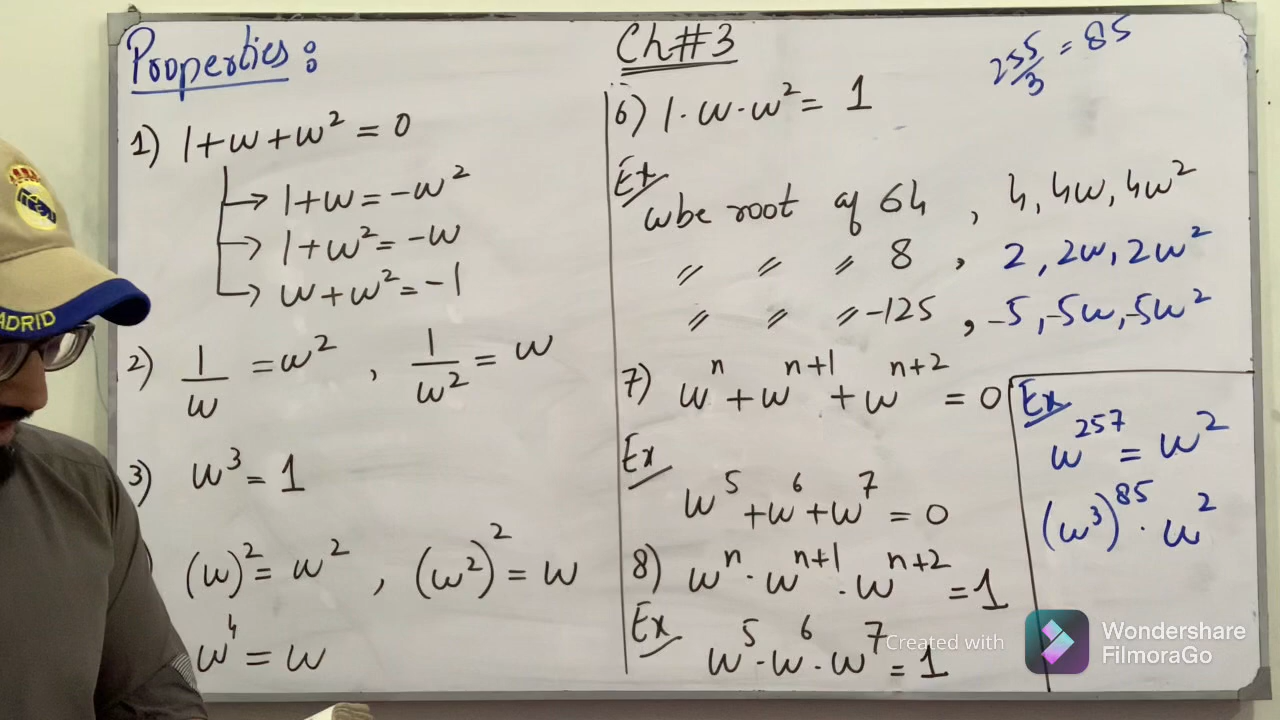 Properties:
1) 1+w+w² = 0
→ 1+w = -w²
→ 1+w² = -w
→ w+w² = -1
2) 1/w = w² , 1/w² = w
3) w³ = 1
) (w)² = w² , (w²)² = w
w⁴ = w
Ch#3
255/3 = 85
6) 1·w·w² = 1
Ex
wbe root of 64 , 4, 4w, 4w²
〃 〃 〃 8 , 2, 2w, 2w²
〃 〃 〃 -125 , -5, -5w, -5w²
7) wⁿ + wⁿ⁺¹ + wⁿ⁺² = 0
Ex
w⁵ + w⁶ + w⁷ = 0
8) wⁿ · wⁿ⁺¹ · wⁿ⁺² = 1
Ex
w⁵ · w⁶ · w⁷ = 1
Ex
w²⁵⁷ = w²
(w³)⁸⁵ · w²
ADRID
Created with
Wondershare
FilmoraGo